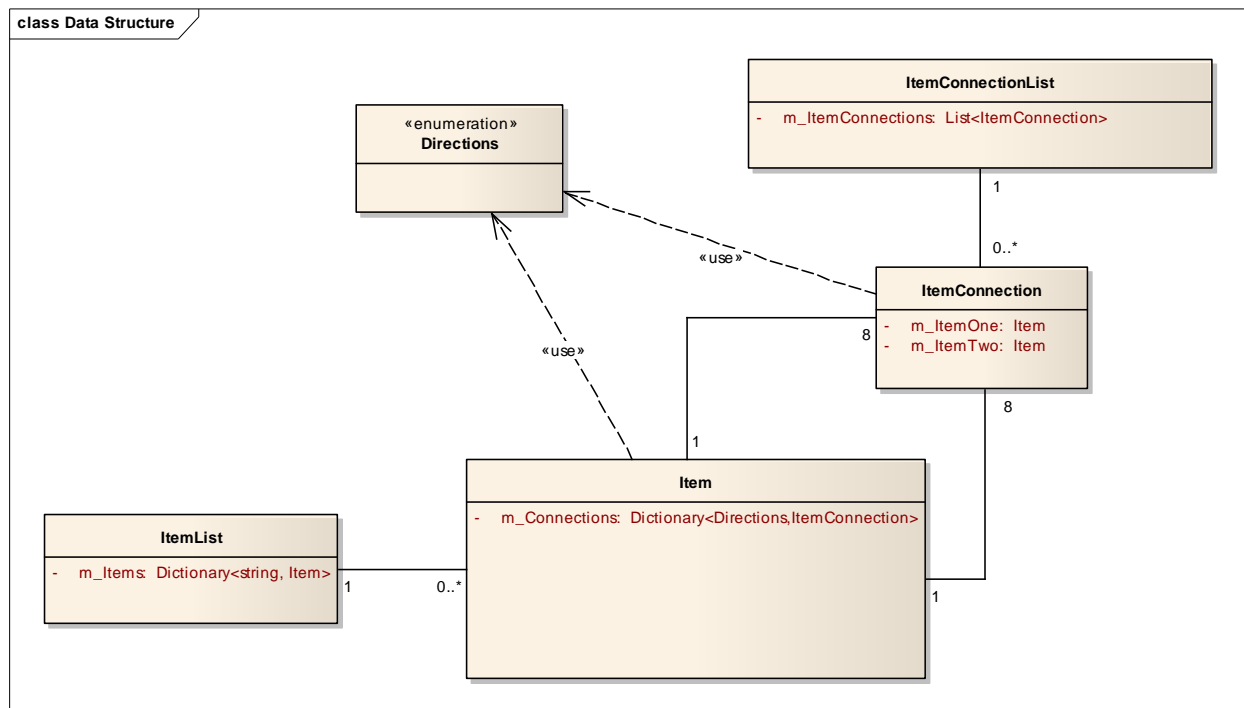 class Data Structure
«enumeration»
Directions
ItemConnectionList
- m_ItemConnections: List<ItemConnection>
1
0..*
«use»
ItemConnection
- m_ItemOne: Item
- m_ItemTwo: Item
8
8
«use»
1
Item
- m_Connections: Dictionary<Directions,ItemConnection>
ItemList
- m_Items: Dictionary<string, Item>
1
0..*
1